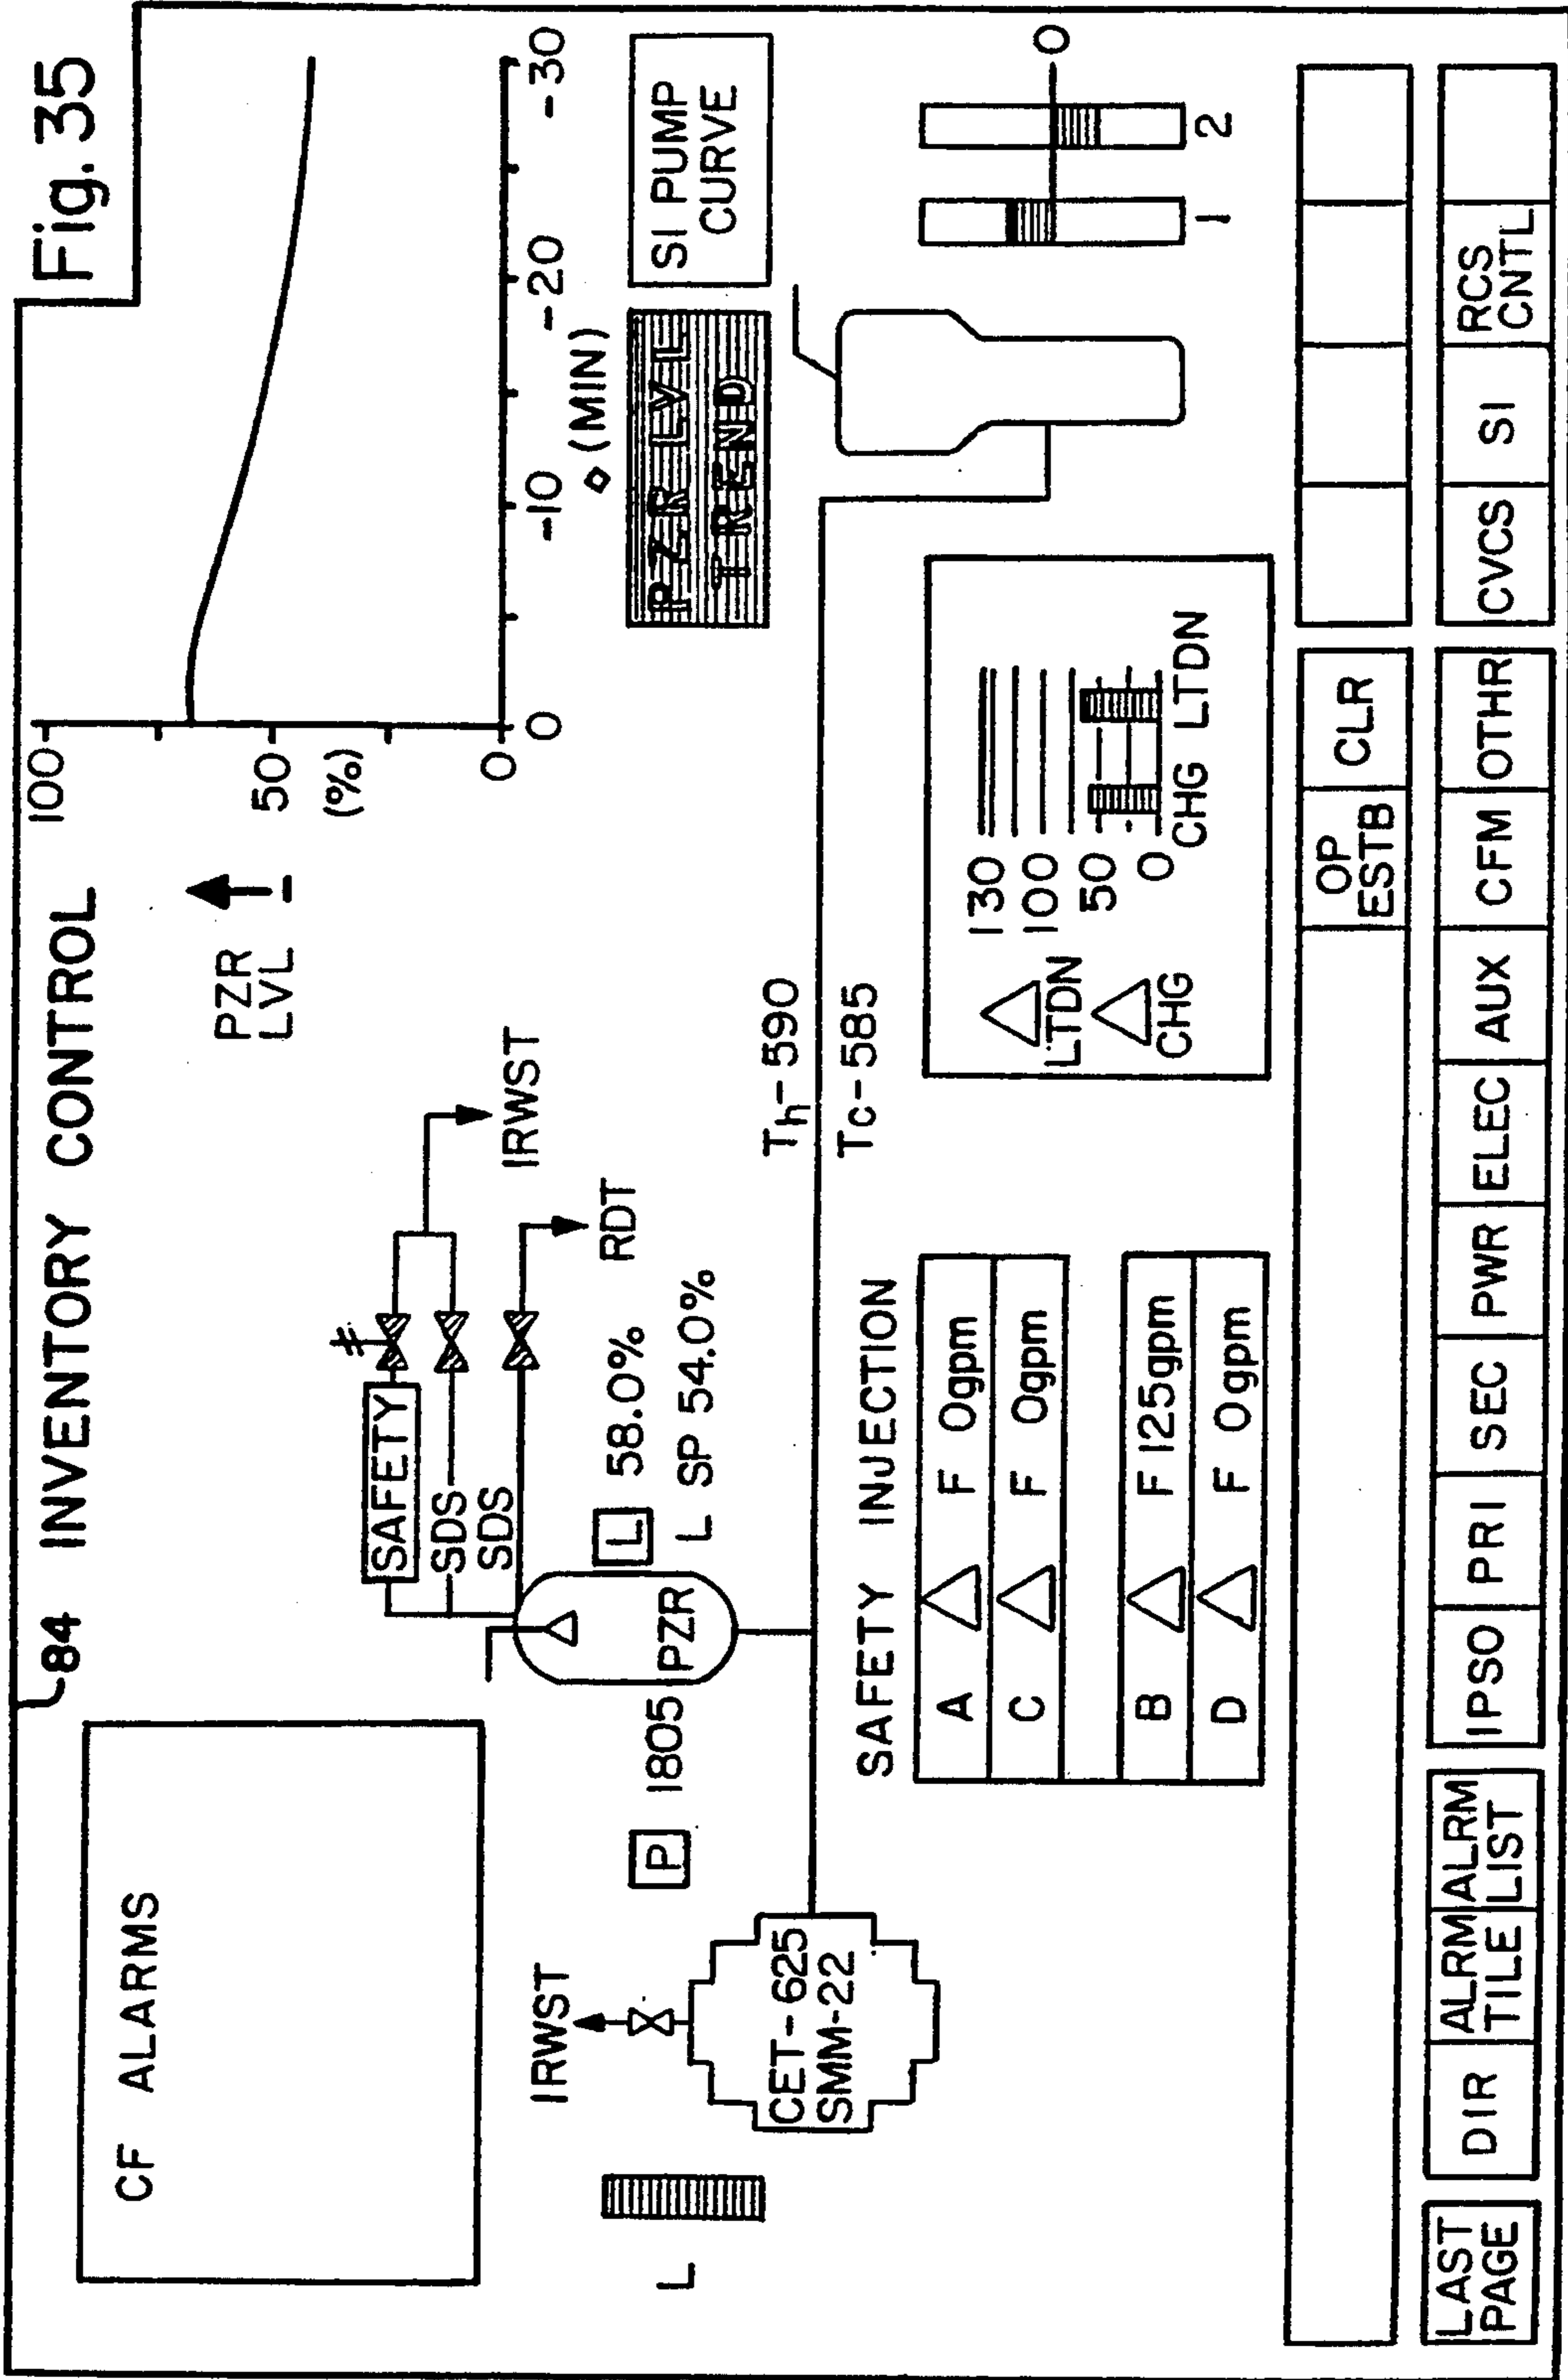 Fig. 35
84 INVENTORY CONTROL
CF ALARMS
SAFETY
SDS
SDS
IRWST
RDT
PZR
LVL
100
50
(%)
0
0 -10 -20 -30
(MIN)
PZR LVL
TREND
SI PUMP
CURVE
IRWST
L
P 1805
PZR
L 58.0%
L SP 54.0%
CET-625
SMM-22
Th-590
Tc-585
SAFETY INJECTION
A F 0gpm
C F 0gpm
B F 125gpm
D F 0gpm
LTDN
CHG
130
100
50
0
CHG LTDN
0
1 2
OP
ESTB
CLR
LAST
PAGE
DIR
ALRM
TILE
ALRM
LIST
IPSO PRI SEC PWR ELEC AUX CFM OTHR
CVCS SI
RCS
CNTL